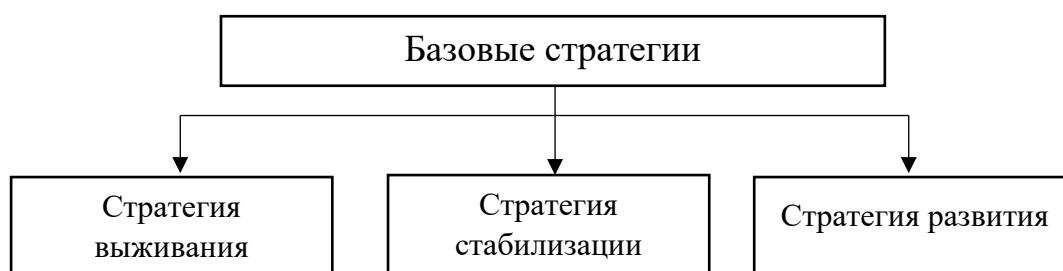 Базовые стратегии
Стратегия
выживания
Стратегия
стабилизации
Стратегия развития